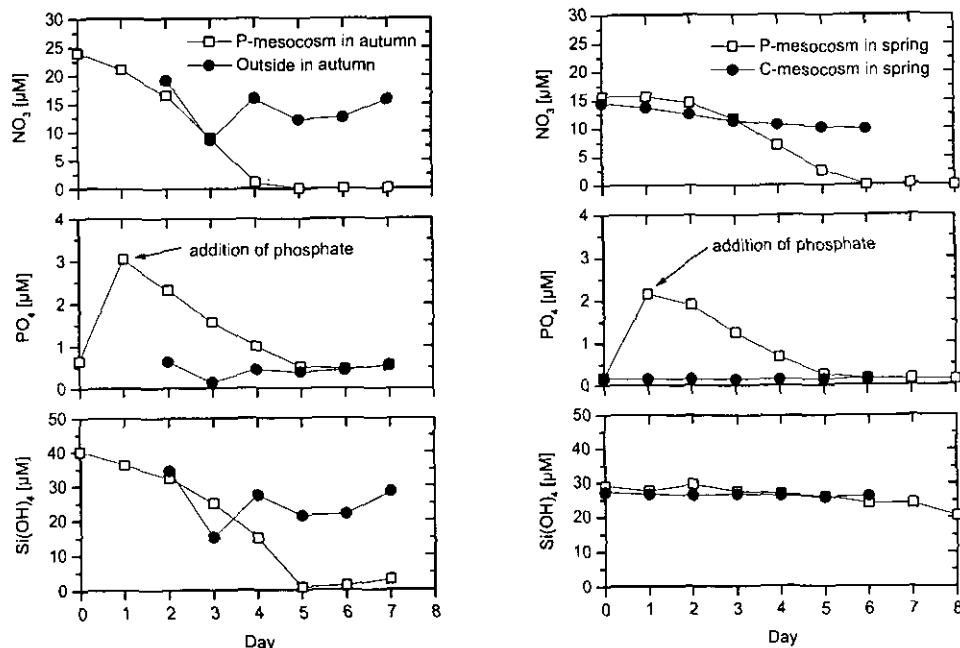 30
25
20
15
10
5
0
NO₃ [µM]
P-mesocosm in autumn
Outside in autumn
4
3
2
1
0
PO₄ [µM]
addition of phosphate
50
40
30
20
10
0
Si(OH)₄ [µM]
0 1 2 3 4 5 6 7 8
Day
30
25
20
15
10
5
0
NO₃ [µM]
P-mesocosm in spring
C-mesocosm in spring
4
3
2
1
0
PO₄ [µM]
addition of phosphate
50
40
30
20
10
0
Si(OH)₄ [µM]
0 1 2 3 4 5 6 7 8
Day